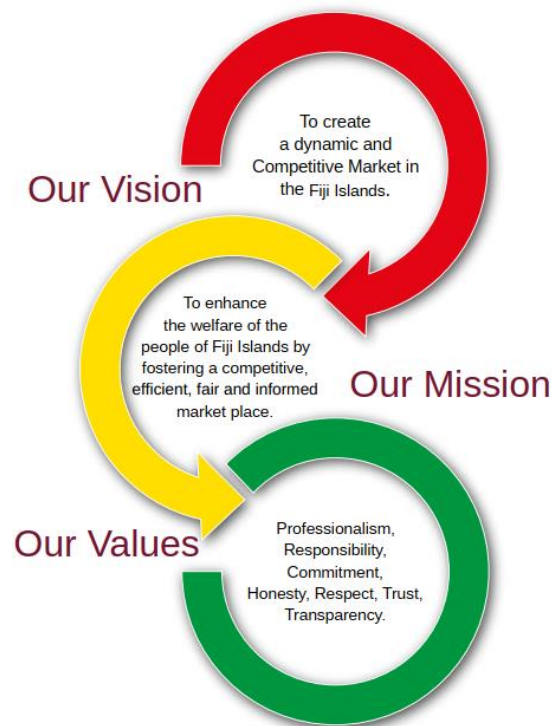 To create
a dynamic and
Competitive Market in
the Fiji Islands.
Our Vision
To enhance
the welfare of the
people of Fiji Islands by
fostering a competitive,
efficient, fair and informed
market place.
Our Mission
Our Values
Professionalism,
Responsibility,
Commitment,
Honesty, Respect, Trust,
Transparency.